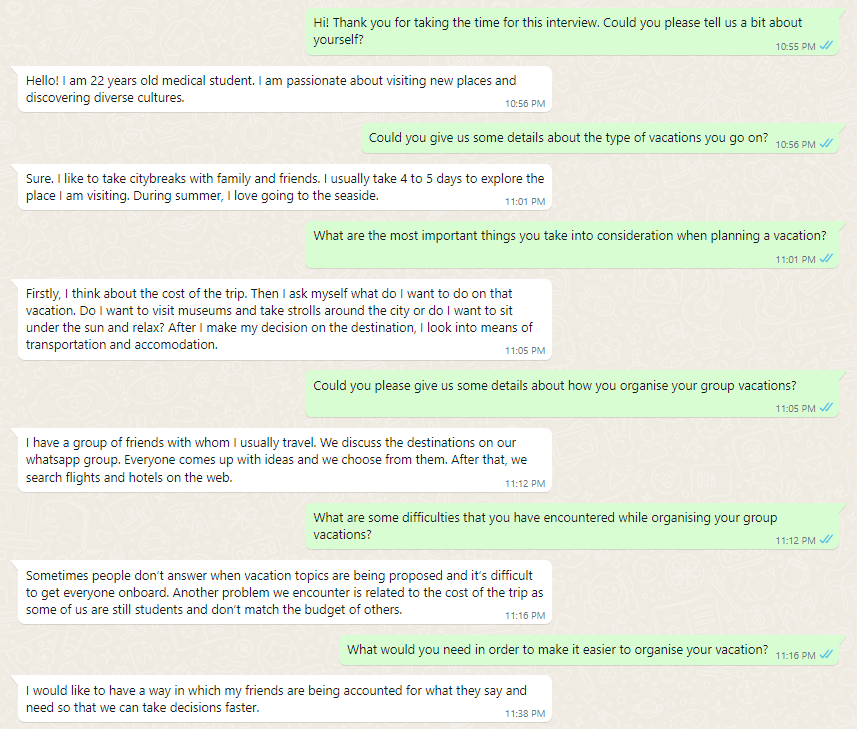 Hi! Thank you for taking the time for this interview. Could you please tell us a bit about
yourself?
10:55 PM
Hello! I am 22 years old medical student. I am passionate about visiting new places and
discovering diverse cultures.
10:56 PM
Could you give us some details about the type of vacations you go on?
10:56 PM
Sure. I like to take citybreaks with family and friends. I usually take 4 to 5 days to explore the
place I am visiting. During summer, I love going to the seaside.
11:01 PM
What are the most important things you take into consideration when planning a vacation?
11:01 PM
Firstly, I think about the cost of the trip. Then I ask myself what do I want to do on that
vacation. Do I want to visit museums and take strolls around the city or do I want to sit
under the sun and relax? After I make my decision on the destination, I look into means of
transportation and accomodation.
11:05 PM
Could you please give us some details about how you organise your group vacations?
11:05 PM
I have a group of friends with whom I usually travel. We discuss the destinations on our
whatsapp group. Everyone comes up with ideas and we choose from them. After that, we
search flights and hotels on the web.
11:12 PM
What are some difficulties that you have encountered while organising your group
vacations?
11:12 PM
Sometimes people don't answer when vacation topics are being proposed and it's difficult
to get everyone onboard. Another problem we encounter is related to the cost of the trip as
some of us are still students and don't match the budget of others.
11:16 PM
What would you need in order to make it easier to organise your vacation?
11:16 PM
I would like to have a way in which my friends are being accounted for what they say and
need so that we can take decisions faster.
11:38 PM